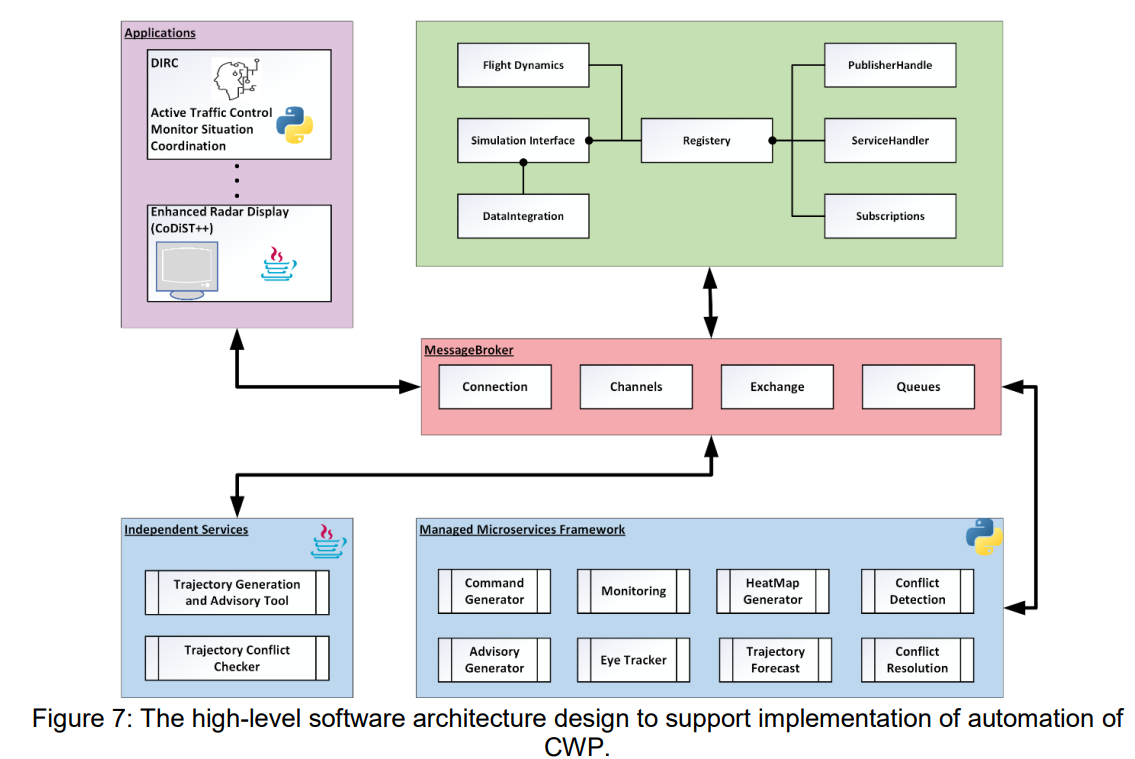 Applications
DIRC
Active Traffic Control
Monitor Situation
Coordination
Enhanced Radar Display
(CoDiST++)
Flight Dynamics
Simulation Interface
DataIntegration
Registery
PublisherHandle
ServiceHandler
Subscriptions
MessageBroker
Connection
Channels
Exchange
Queues
Independent Services
Trajectory Generation
and Advisory Tool
Trajectory Conflict
Checker
Managed Microservices Framework
Command
Generator
Monitoring
HeatMap
Generator
Conflict
Detection
Advisory
Generator
Eye Tracker
Trajectory
Forecast
Conflict
Resolution
Figure 7: The high-level software architecture design to support implementation of automation of
CWP.